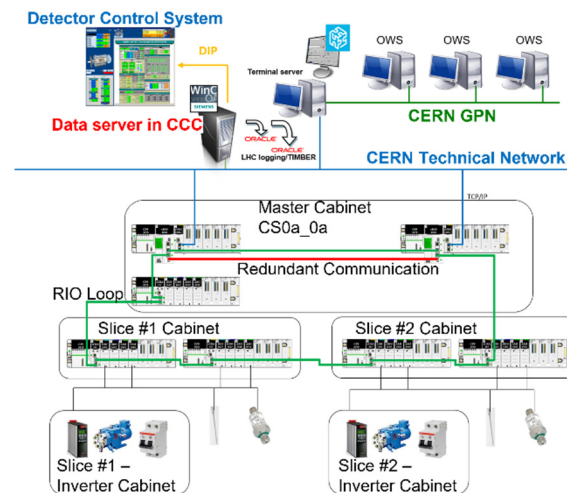 Detector Control System
DIP
WinC
OA
SIEMENS
Data server in CCC
Terminal server
OWS
OWS
OWS
CERN GPN
ORACLE
ORACLE
LHC logging/TIMBER
CERN Technical Network
TCP/IP
Master Cabinet
CS0a_0a
Redundant Communication
RIO Loop
Slice #1 Cabinet
Slice #2 Cabinet
Slice #1 –
Inverter Cabinet
Slice #2 –
Inverter Cabinet